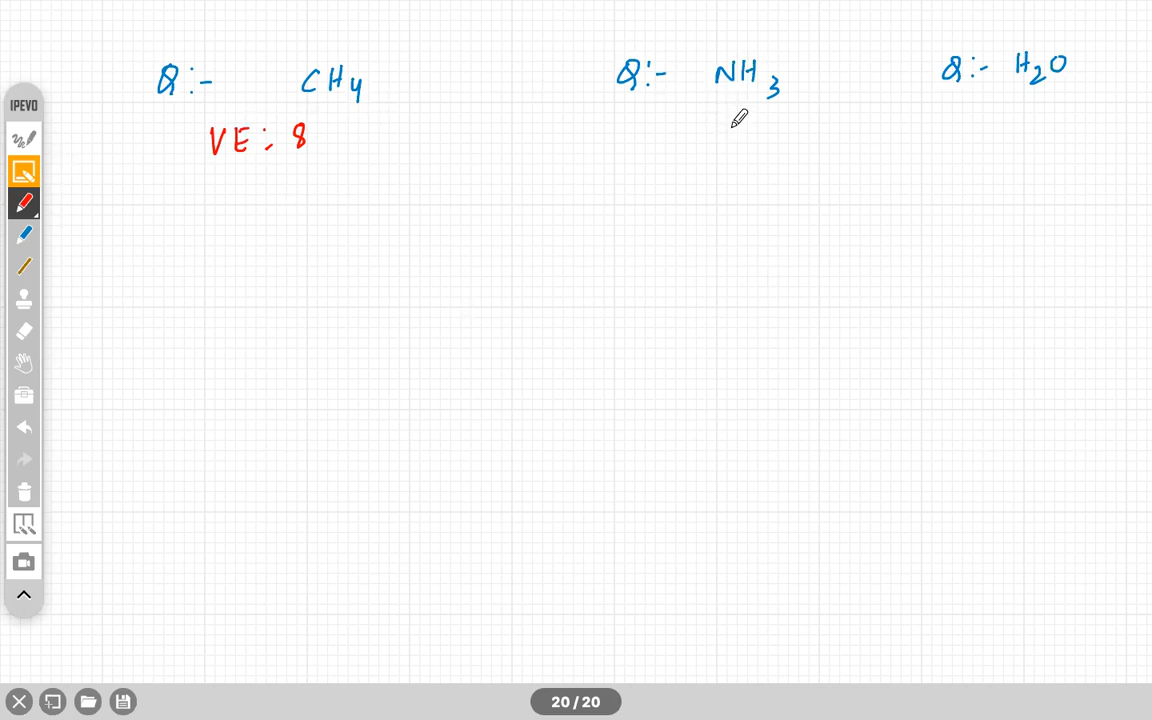 Q:- CH4
VE: 8
Q:- NH3
Q:- H2O
IPEVO
20 / 20